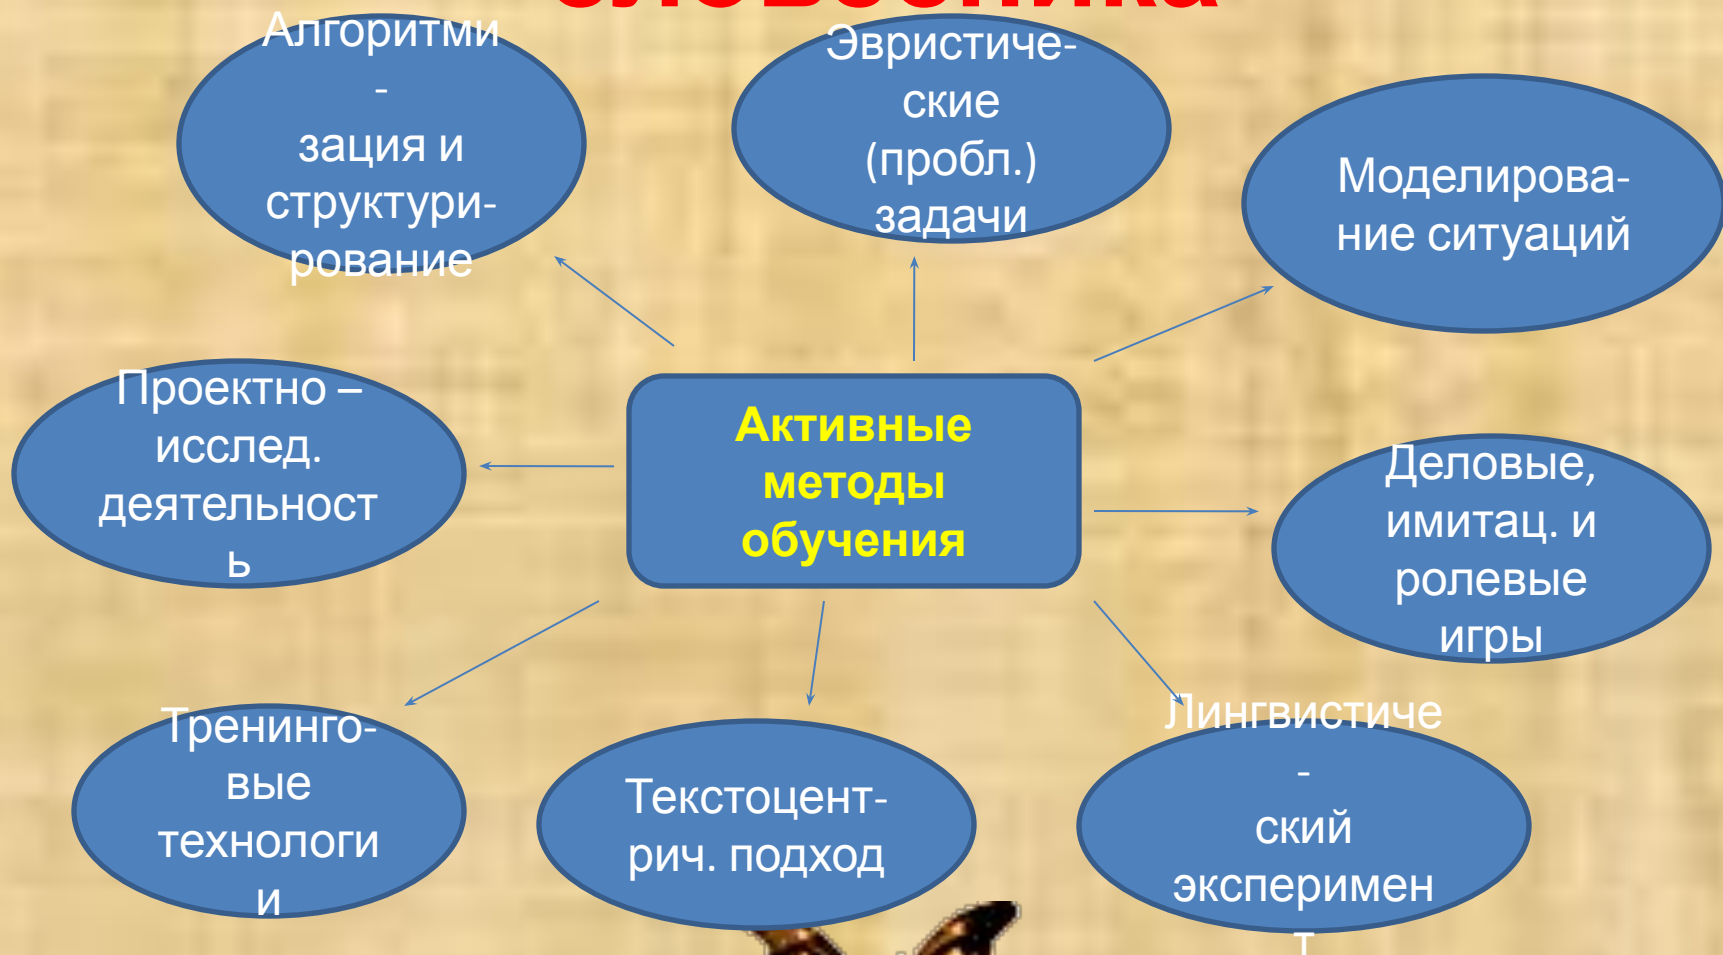 словесника
Алгоритми
-
зация и
структури-
рование
Эвристиче-
ские
(пробл.)
задачи
Моделирова-
ние ситуаций
Проектно –
исслед.
деятельност
ь
Активные
методы
обучения
Деловые,
имитац. и
ролевые
игры
Тренинго-
вые
технологи
и
Текстоцент-
рич. подход
Лингвистиче
-
ский
эксперимен
т